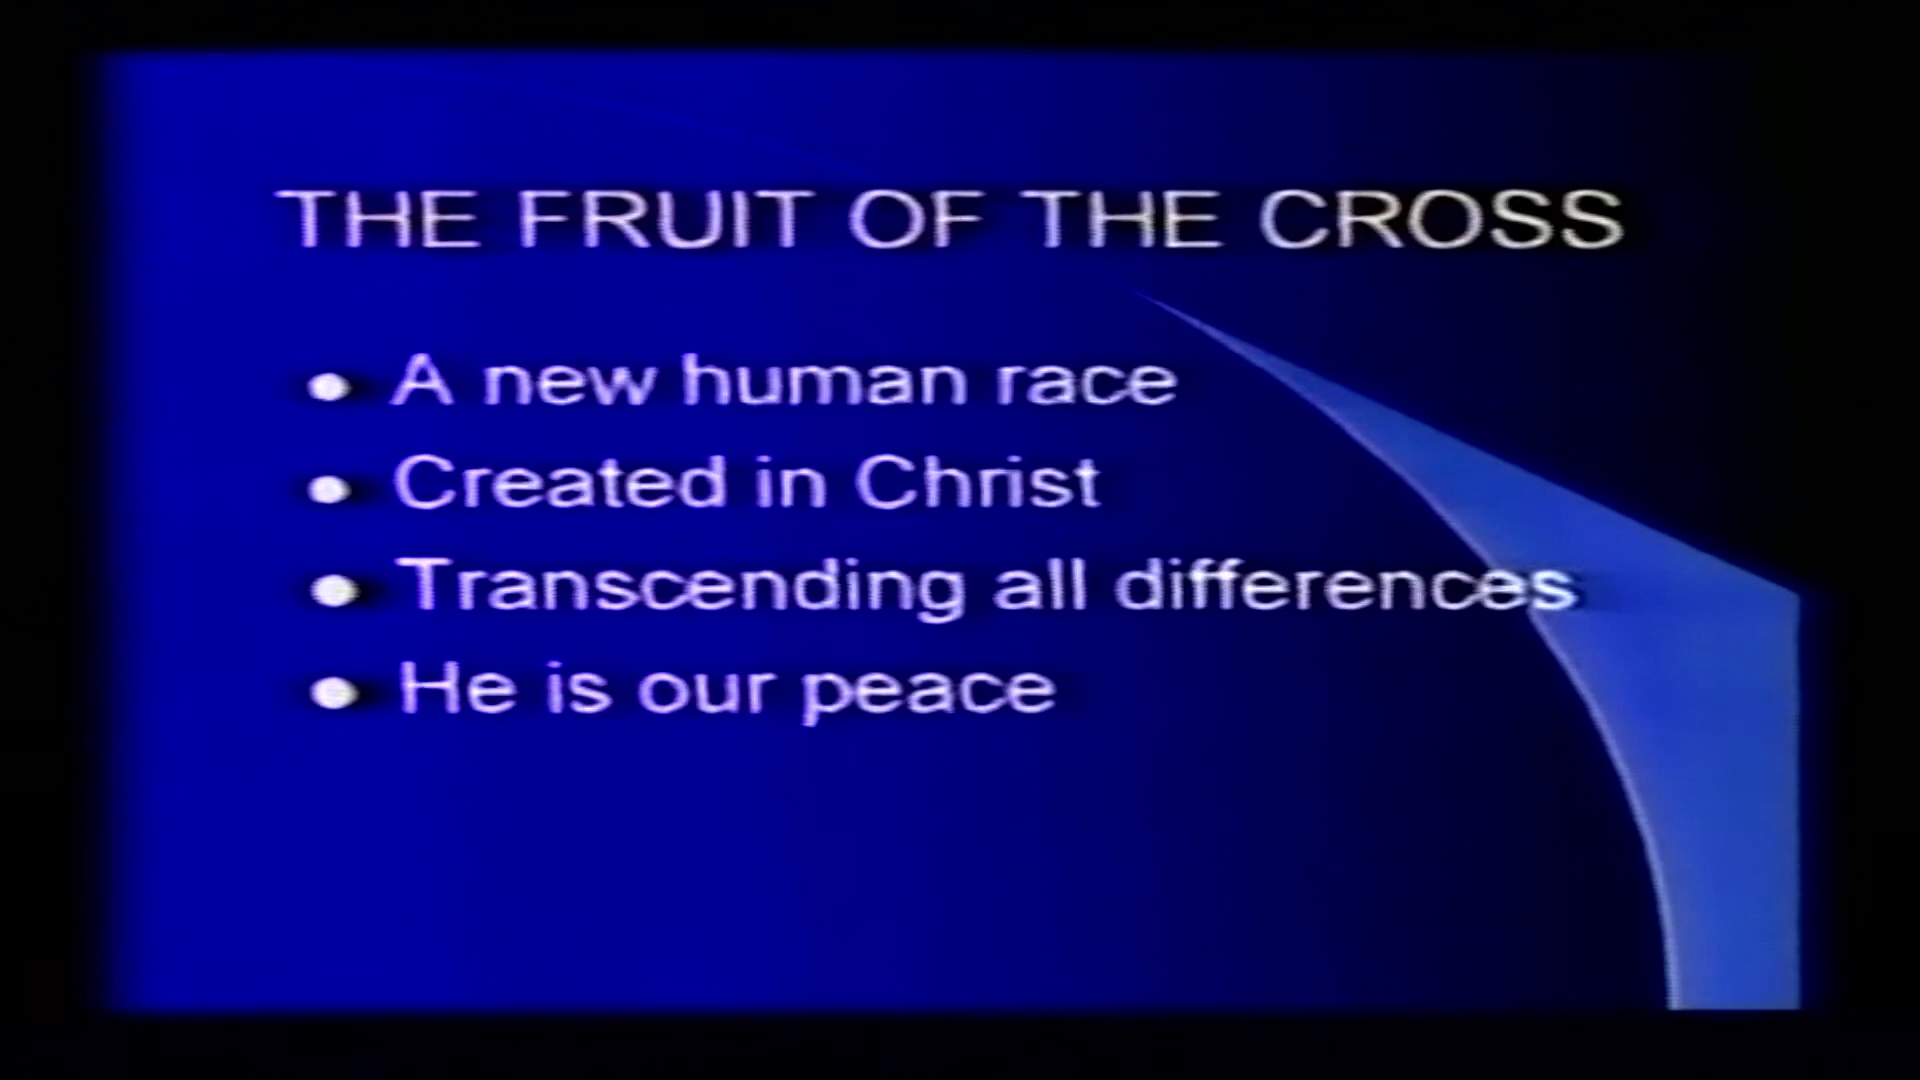 THE FRUIT OF THE CROSS
• A new human race
• Created in Christ
• Transcending all differences
• He is our peace